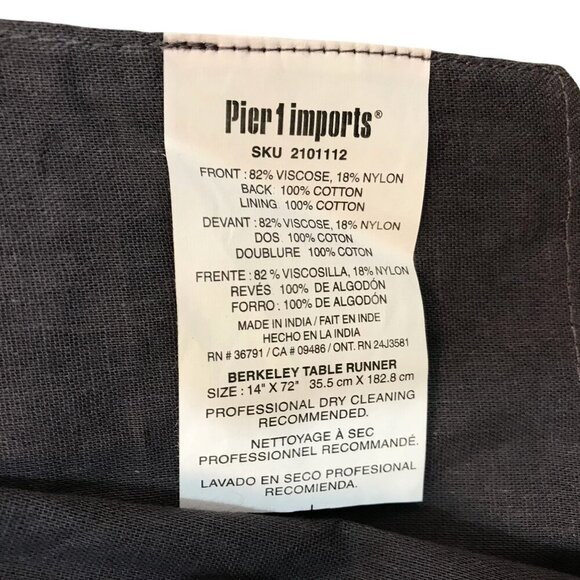 Pier 1 imports®
SKU 2101112
FRONT : 82% VISCOSE, 18% NYLON
BACK: 100% COTTON
LINING : 100% COTTON
DEVANT : 82% VISCOSE, 18% NYLON
DOS: 100% COTON
DOUBLURE : 100% COTON
FRENTE : 82 % VISCOSILLA, 18% NYLON
REVÉS: 100% DE ALGODÓN
FORRO : 100% DE ALGODÓN
MADE IN INDIA / FAIT EN INDE
HECHO EN LA INDIA
RN # 36791 / CA # 09486 / ONT. RN 24J3581
BERKELEY TABLE RUNNER
SIZE : 14" X 72" 35.5 cm X 182.8 cm
PROFESSIONAL DRY CLEANING
RECOMMENDED.
NETTOYAGE À SEC
PROFESSIONNEL RECOMMANDÉ.
LAVADO EN SECO PROFESIONAL
RECOMIENDA.